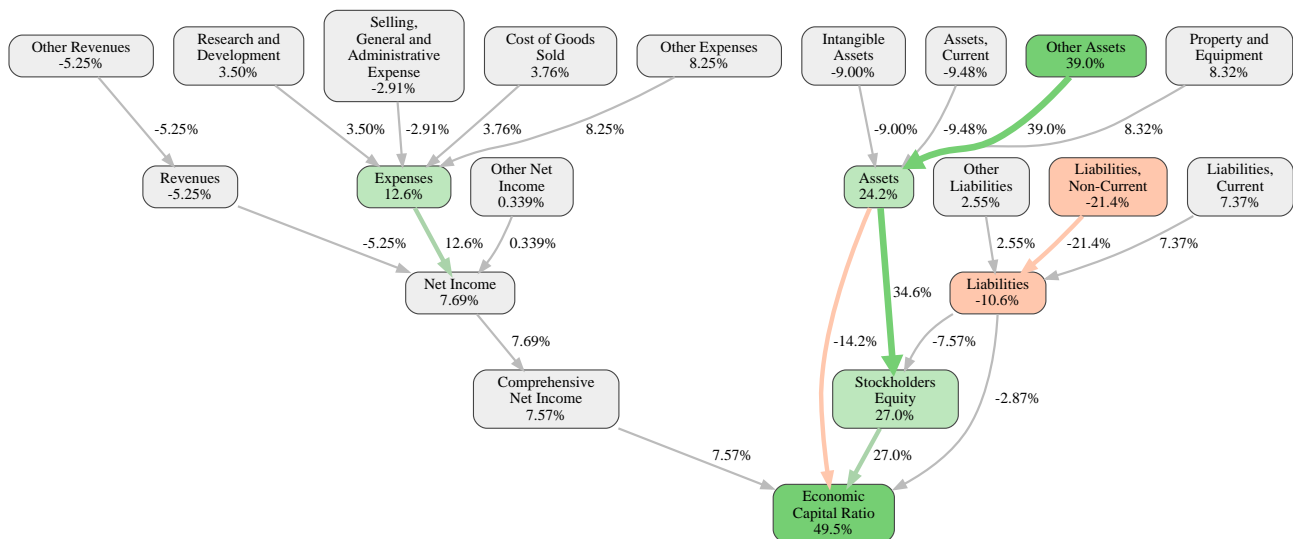 Other Revenues
-5.25%
Research and
Development
3.50%
Selling,
General and
Administrative
Expense
-2.91%
Cost of Goods
Sold
3.76%
Other Expenses
8.25%
Intangible
Assets
-9.00%
Assets,
Current
-9.48%
Other Assets
39.0%
Property and
Equipment
8.32%
-5.25%
3.50%
-2.91%
3.76%
8.25%
-9.00%
-9.48%
39.0%
8.32%
Revenues
-5.25%
Expenses
12.6%
Other Net
Income
0.339%
Assets
24.2%
Other
Liabilities
2.55%
Liabilities,
Non-Current
-21.4%
Liabilities,
Current
7.37%
-5.25%
12.6%
0.339%
2.55%
-21.4%
7.37%
Net Income
7.69%
34.6%
Liabilities
-10.6%
7.69%
-14.2%
-7.57%
Comprehensive
Net Income
7.57%
Stockholders
Equity
27.0%
-2.87%
7.57%
27.0%
Economic
Capital Ratio
49.5%